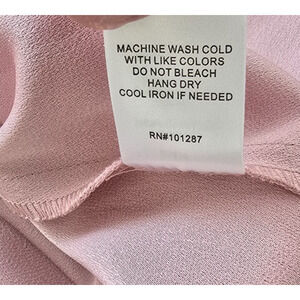 MACHINE WASH COLD
WITH LIKE COLORS
DO NOT BLEACH
HANG DRY
COOL IRON IF NEEDED
RN#101287